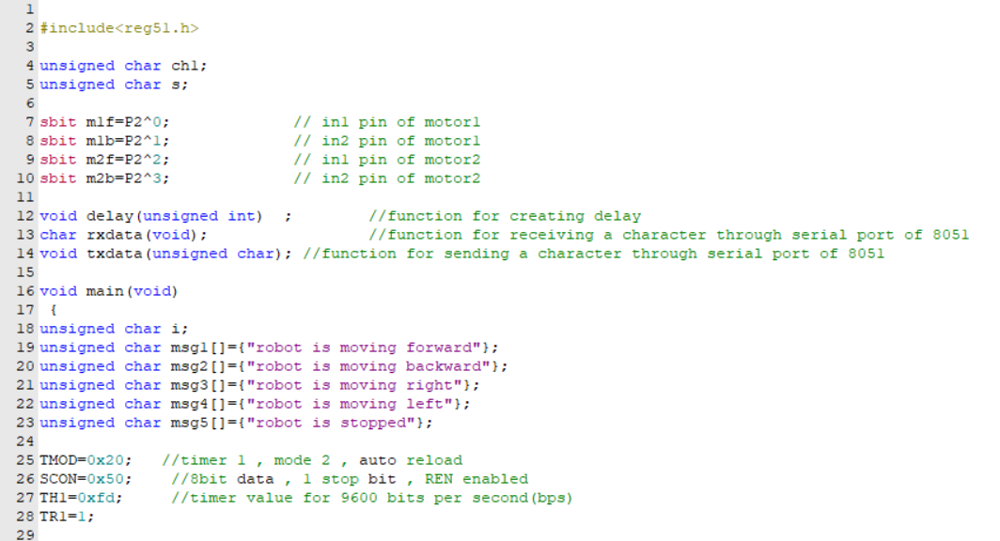 1
2 #include<reg51.h>
3
4 unsigned char ch1;
5 unsigned char s;
6
7 sbit m1f=P2^0;             // in1 pin of motor1
8 sbit m1b=P2^1;             // in2 pin of motor1
9 sbit m2f=P2^2;             // in1 pin of motor2
10 sbit m2b=P2^3;             // in2 pin of motor2
11
12 void delay(unsigned int)  ;        //function for creating delay
13 char rxdata(void);                 //function for receiving a character through serial port of 8051
14 void txdata(unsigned char); //function for sending a character through serial port of 8051
15
16 void main(void)
17  {
18 unsigned char i;
19 unsigned char msg1[]={"robot is moving forward"};
20 unsigned char msg2[]={"robot is moving backward"};
21 unsigned char msg3[]={"robot is moving right"};
22 unsigned char msg4[]={"robot is moving left"};
23 unsigned char msg5[]={"robot is stopped"};
24
25 TMOD=0x20;   //timer 1 , mode 2 , auto reload
26 SCON=0x50;    //8bit data , 1 stop bit , REN enabled
27 TH1=0xfd;     //timer value for 9600 bits per second(bps)
28 TR1=1;
29